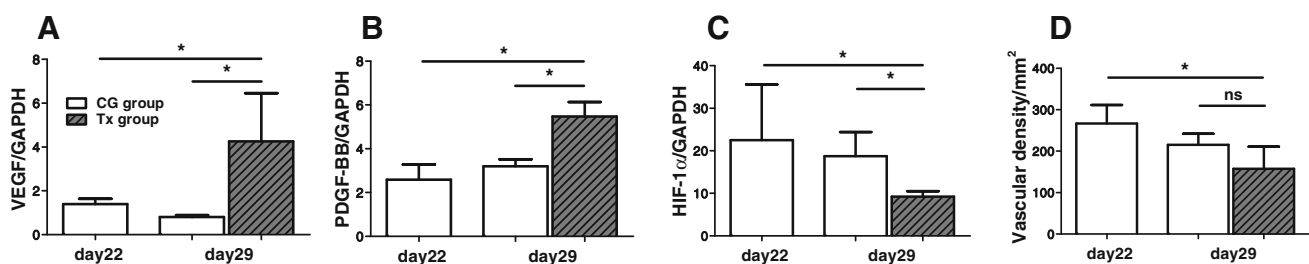 A
VEGF/GAPDH
8
6
4
2
0
*
*
CG group
Tx group
day22
day29
B
PDGF-BB/GAPDH
8
6
4
2
0
*
*
day22
day29
C
HIF-1α/GAPDH
40
30
20
10
0
*
*
day22
day29
D
Vascular density/mm²
400
300
200
100
0
*
ns
day22
day29